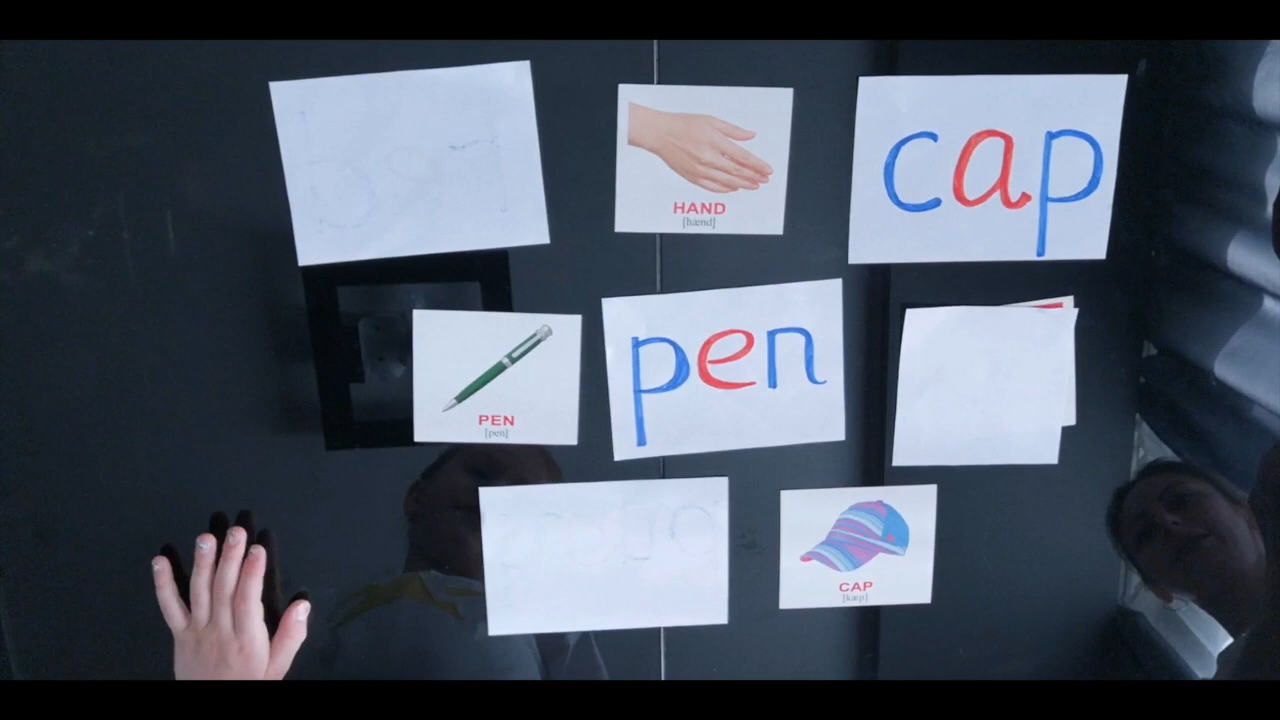 HAND
[hænd]
cap
PEN
[pen]
pen
CAP
[kæp]